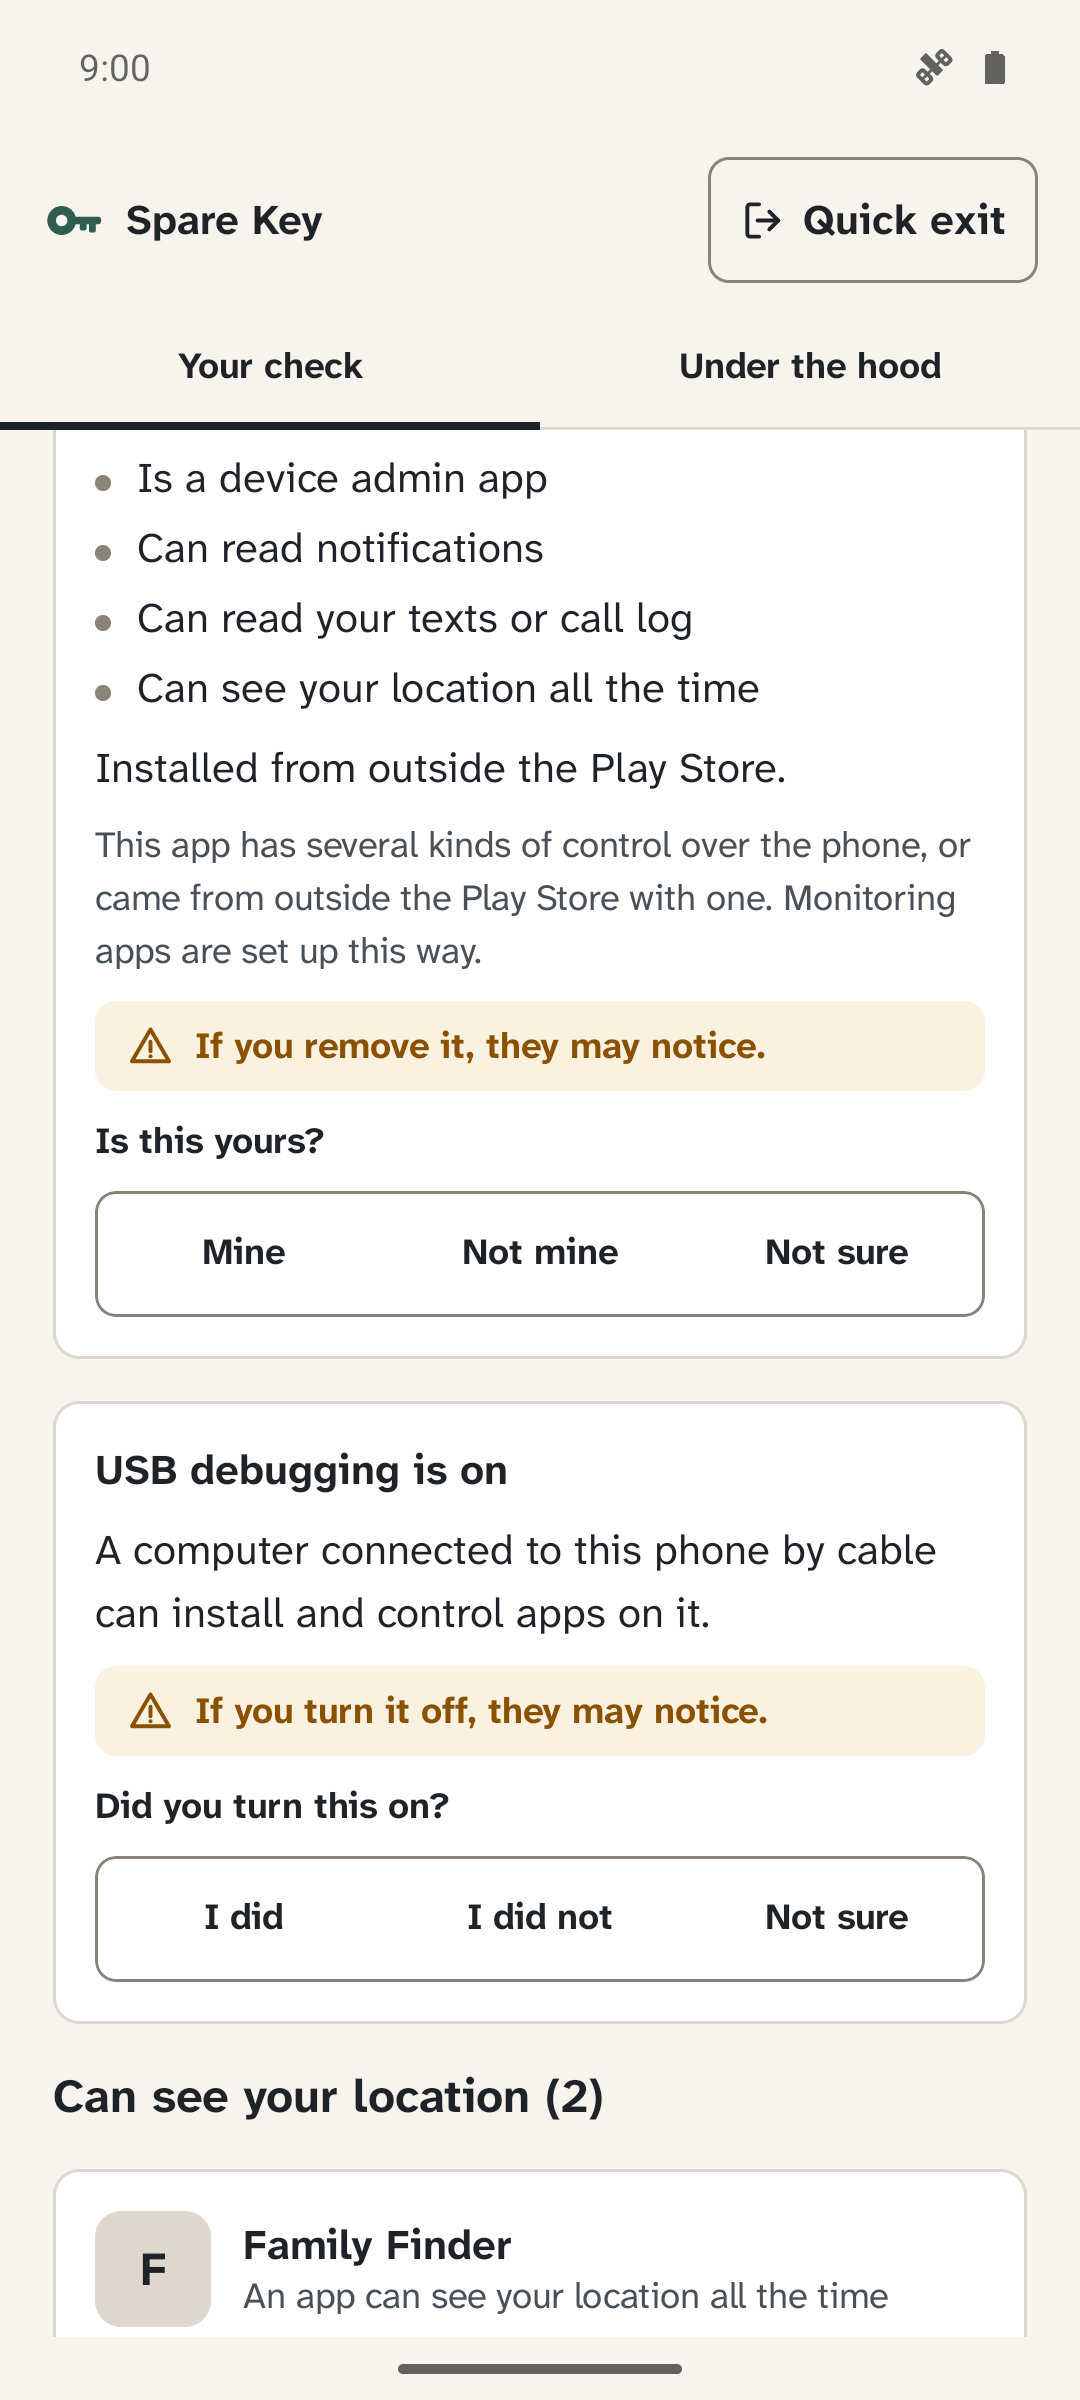 9:00
Spare Key
Quick exit
Your check
Under the hood
Is a device admin app
Can read notifications
Can read your texts or call log
Can see your location all the time
Installed from outside the Play Store.
This app has several kinds of control over the phone, or
came from outside the Play Store with one. Monitoring
apps are set up this way.
If you remove it, they may notice.
Is this yours?
Mine
Not mine
Not sure
USB debugging is on
A computer connected to this phone by cable
can install and control apps on it.
If you turn it off, they may notice.
Did you turn this on?
I did
I did not
Not sure
Can see your location (2)
F
Family Finder
An app can see your location all the time